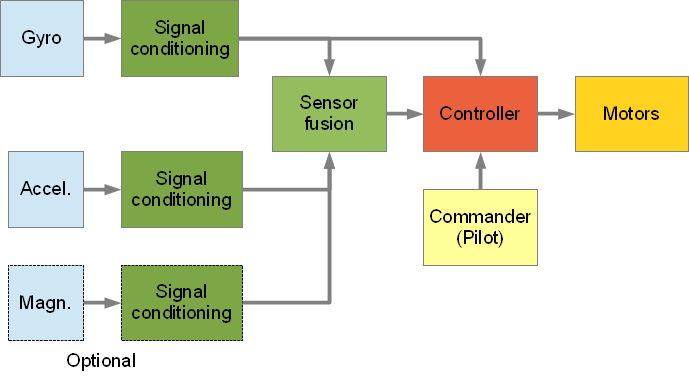 Gyro
Signal
conditioning
Sensor
fusion
Controller
Motors
Accel.
Signal
conditioning
Commander
(Pilot)
Magn.
Signal
conditioning
Optional